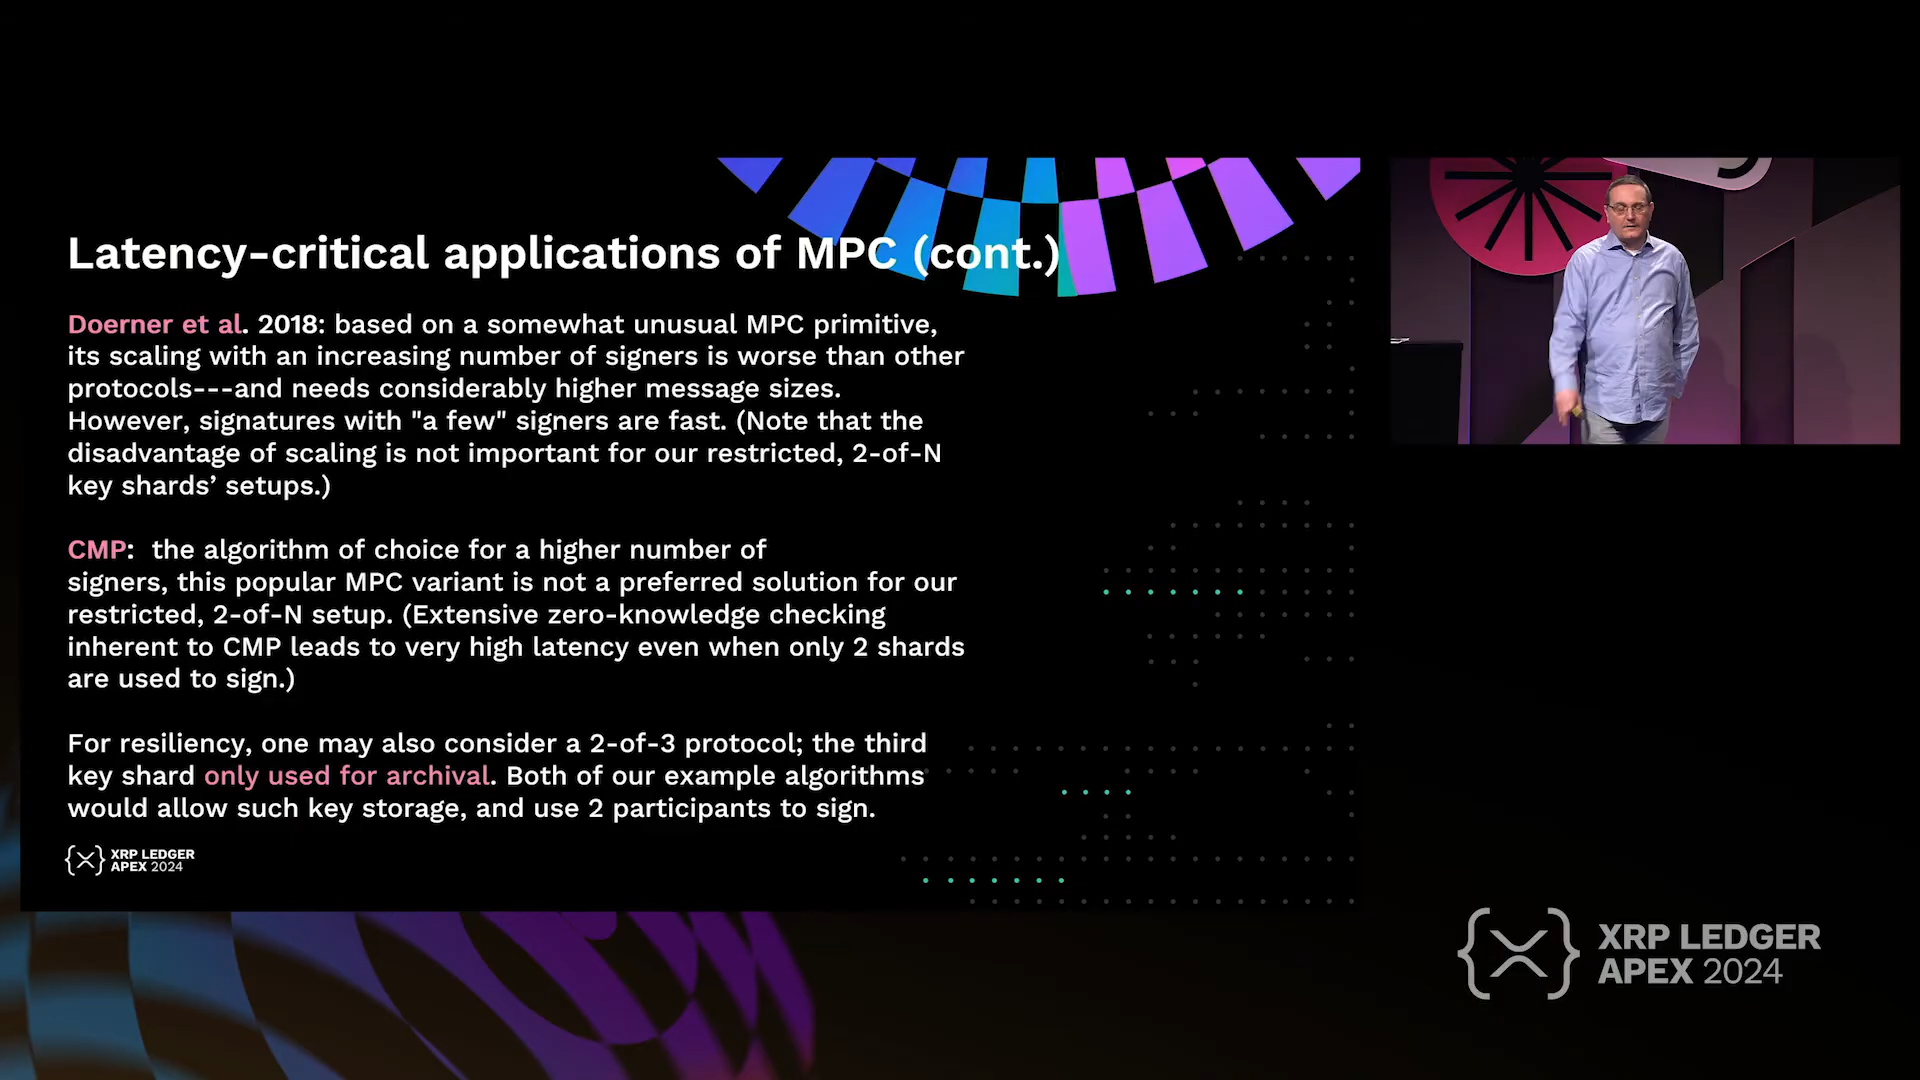 Latency-critical applications of MPC (cont.)
Doerner et al. 2018: based on a somewhat unusual MPC primitive,
its scaling with an increasing number of signers is worse than other
protocols---and needs considerably higher message sizes.
However, signatures with "a few" signers are fast. (Note that the
disadvantage of scaling is not important for our restricted, 2-of-N
key shards’ setups.)
CMP:  the algorithm of choice for a higher number of
signers, this popular MPC variant is not a preferred solution for our
restricted, 2-of-N setup. (Extensive zero-knowledge checking
inherent to CMP leads to very high latency even when only 2 shards
are used to sign.)
For resiliency, one may also consider a 2-of-3 protocol; the third
key shard only used for archival. Both of our example algorithms
would allow such key storage, and use 2 participants to sign.
XRP LEDGER
APEX 2024
XRP LEDGER
APEX 2024